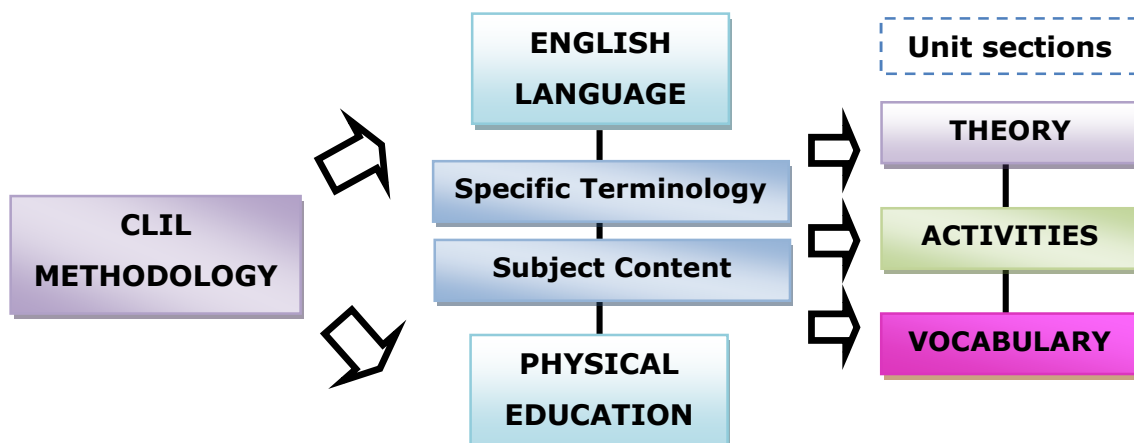 CLIL
METHODOLOGY
ENGLISH
LANGUAGE
Specific Terminology
Subject Content
PHYSICAL
EDUCATION
Unit sections
THEORY
ACTIVITIES
VOCABULARY